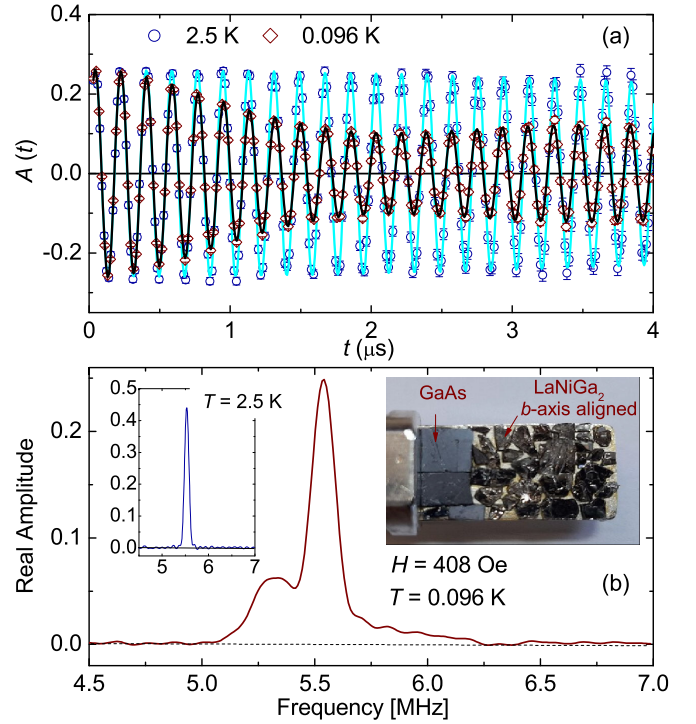 2.5 K 0.096 K (a)
0.4
0.2
0.0
-0.2
A (t)
0 1 2 3 4
t (μs)
0.5
0.4
0.3
0.2
0.1
0.0
5 6 7
T = 2.5 K
GaAs
LaNiGa2
b-axis aligned
H = 408 Oe
T = 0.096 K
(b)
0.2
0.1
0.0
Real Amplitude
4.5 5.0 5.5 6.0 6.5 7.0
Frequency [MHz]